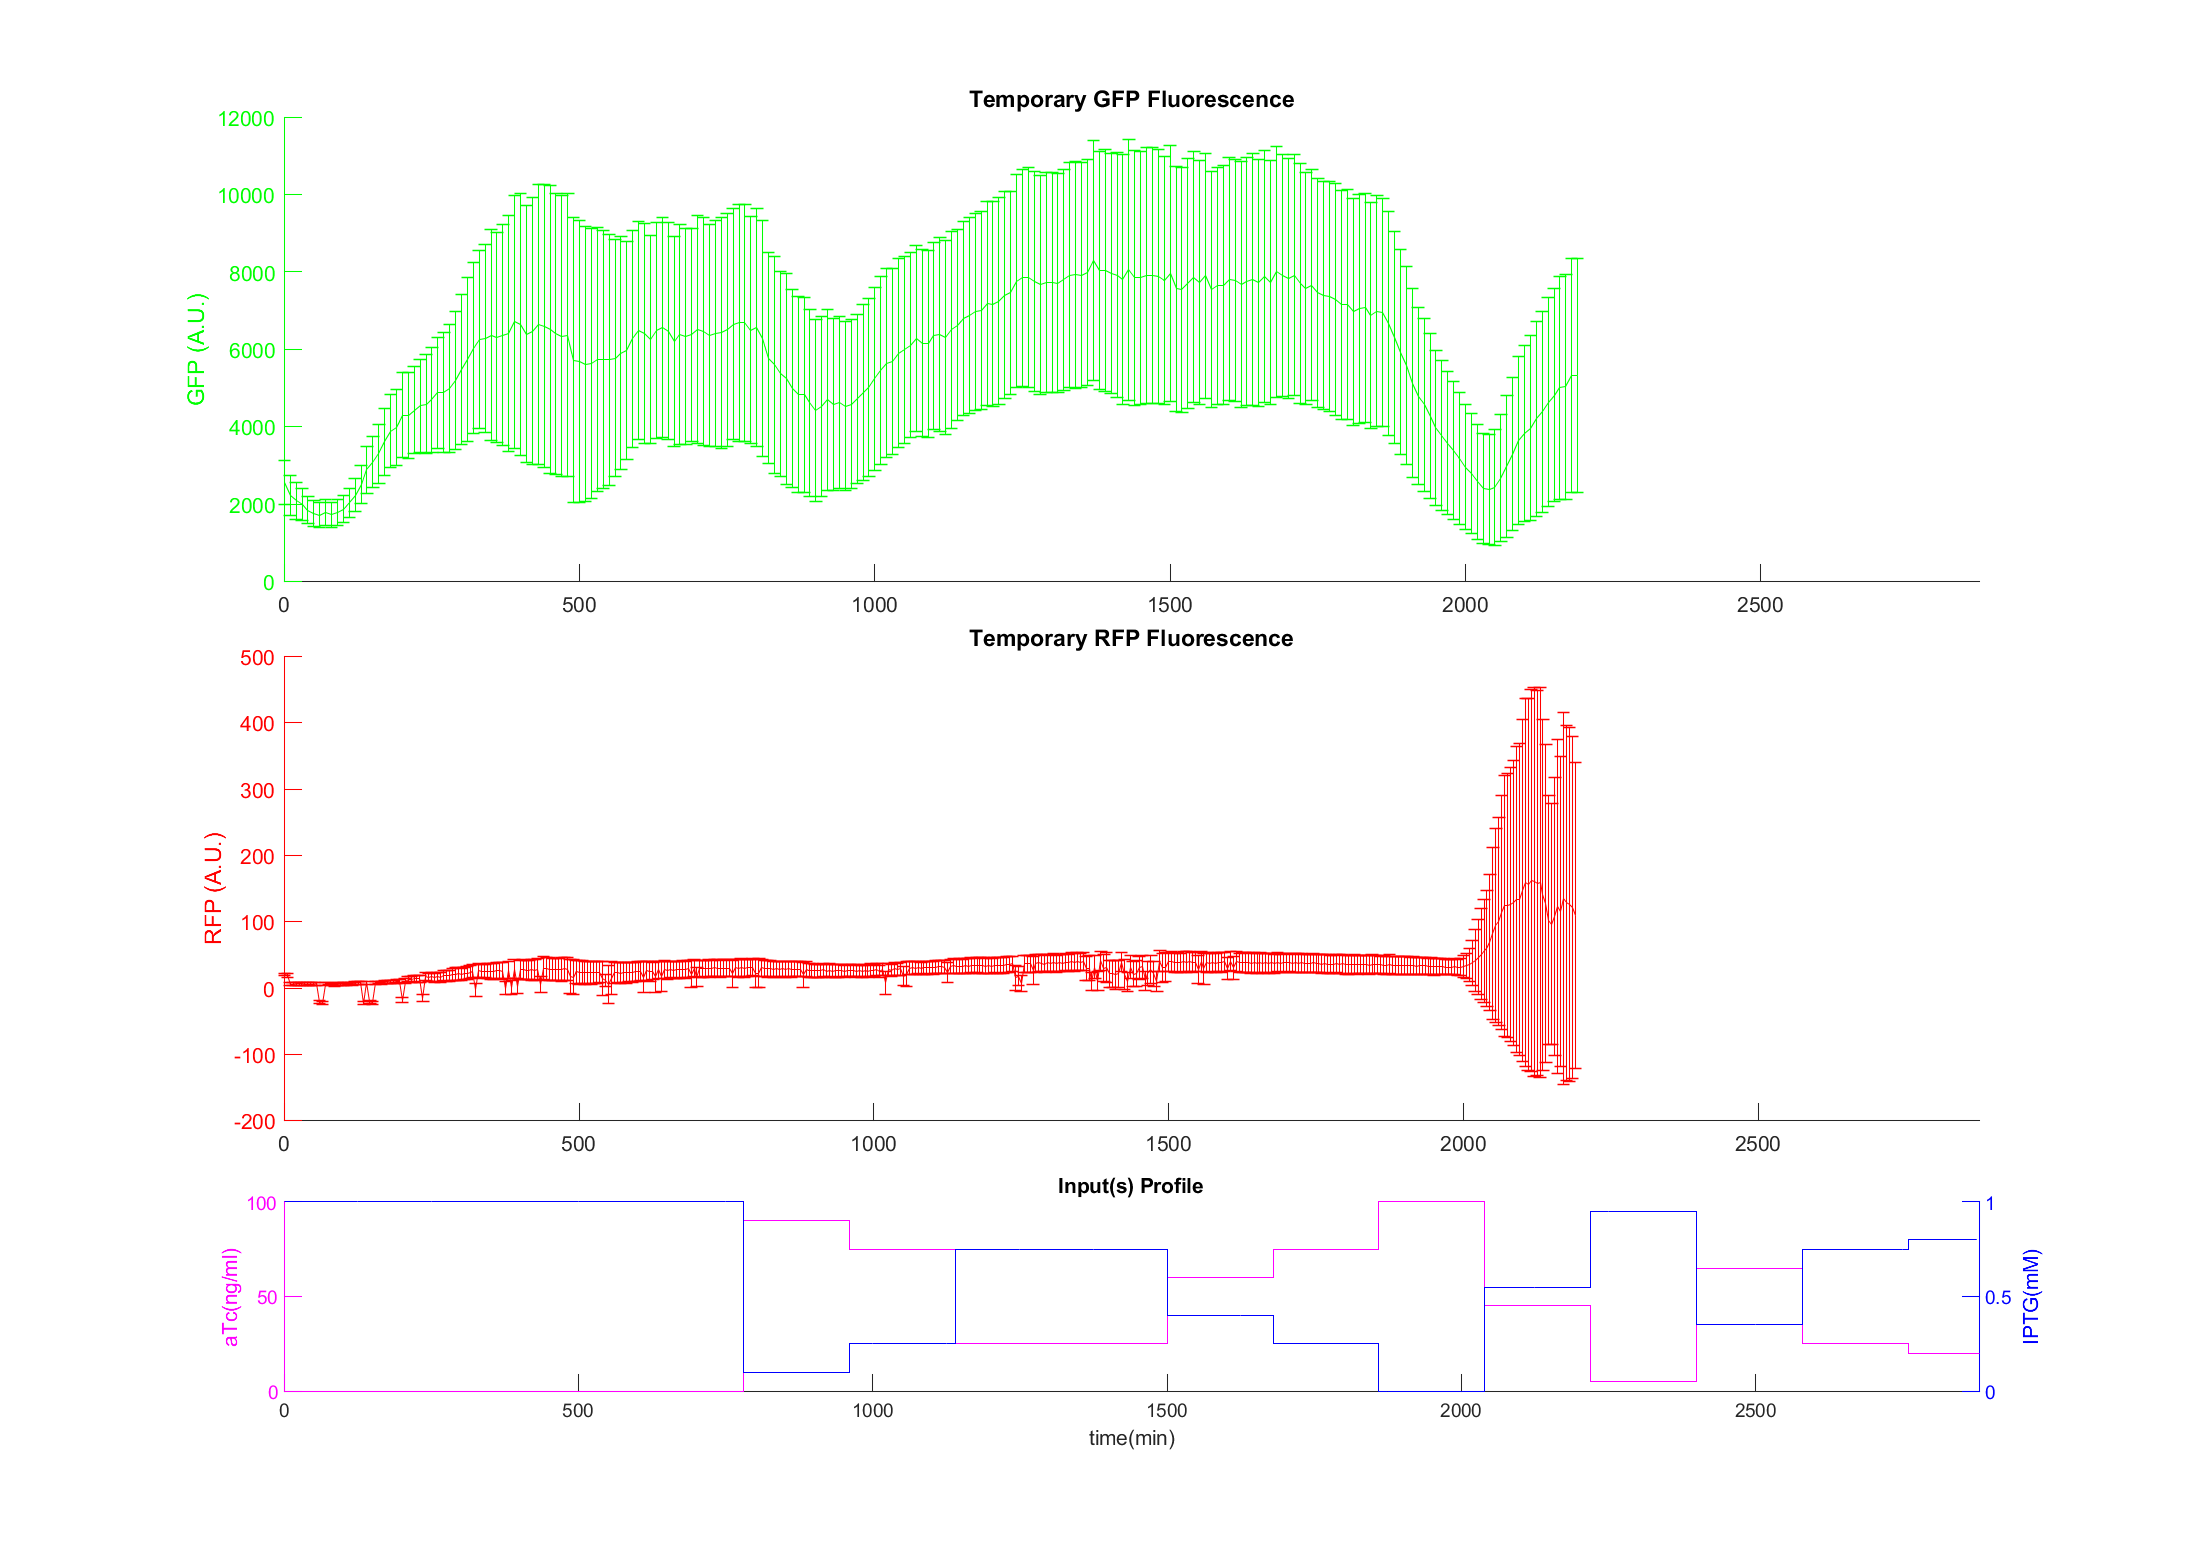 Temporary GFP Fluorescence
12000
10000
8000
6000
4000
2000
0
GFP (A.U.)
0 500 1000 1500 2000 2500
Temporary RFP Fluorescence
500
400
300
200
100
0
-100
-200
RFP (A.U.)
0 500 1000 1500 2000 2500
Input(s) Profile
100
50
0
aTc(ng/ml)
1
0.5
0
IPTG(mM)
0 500 1000 1500 2000 2500
time(min)